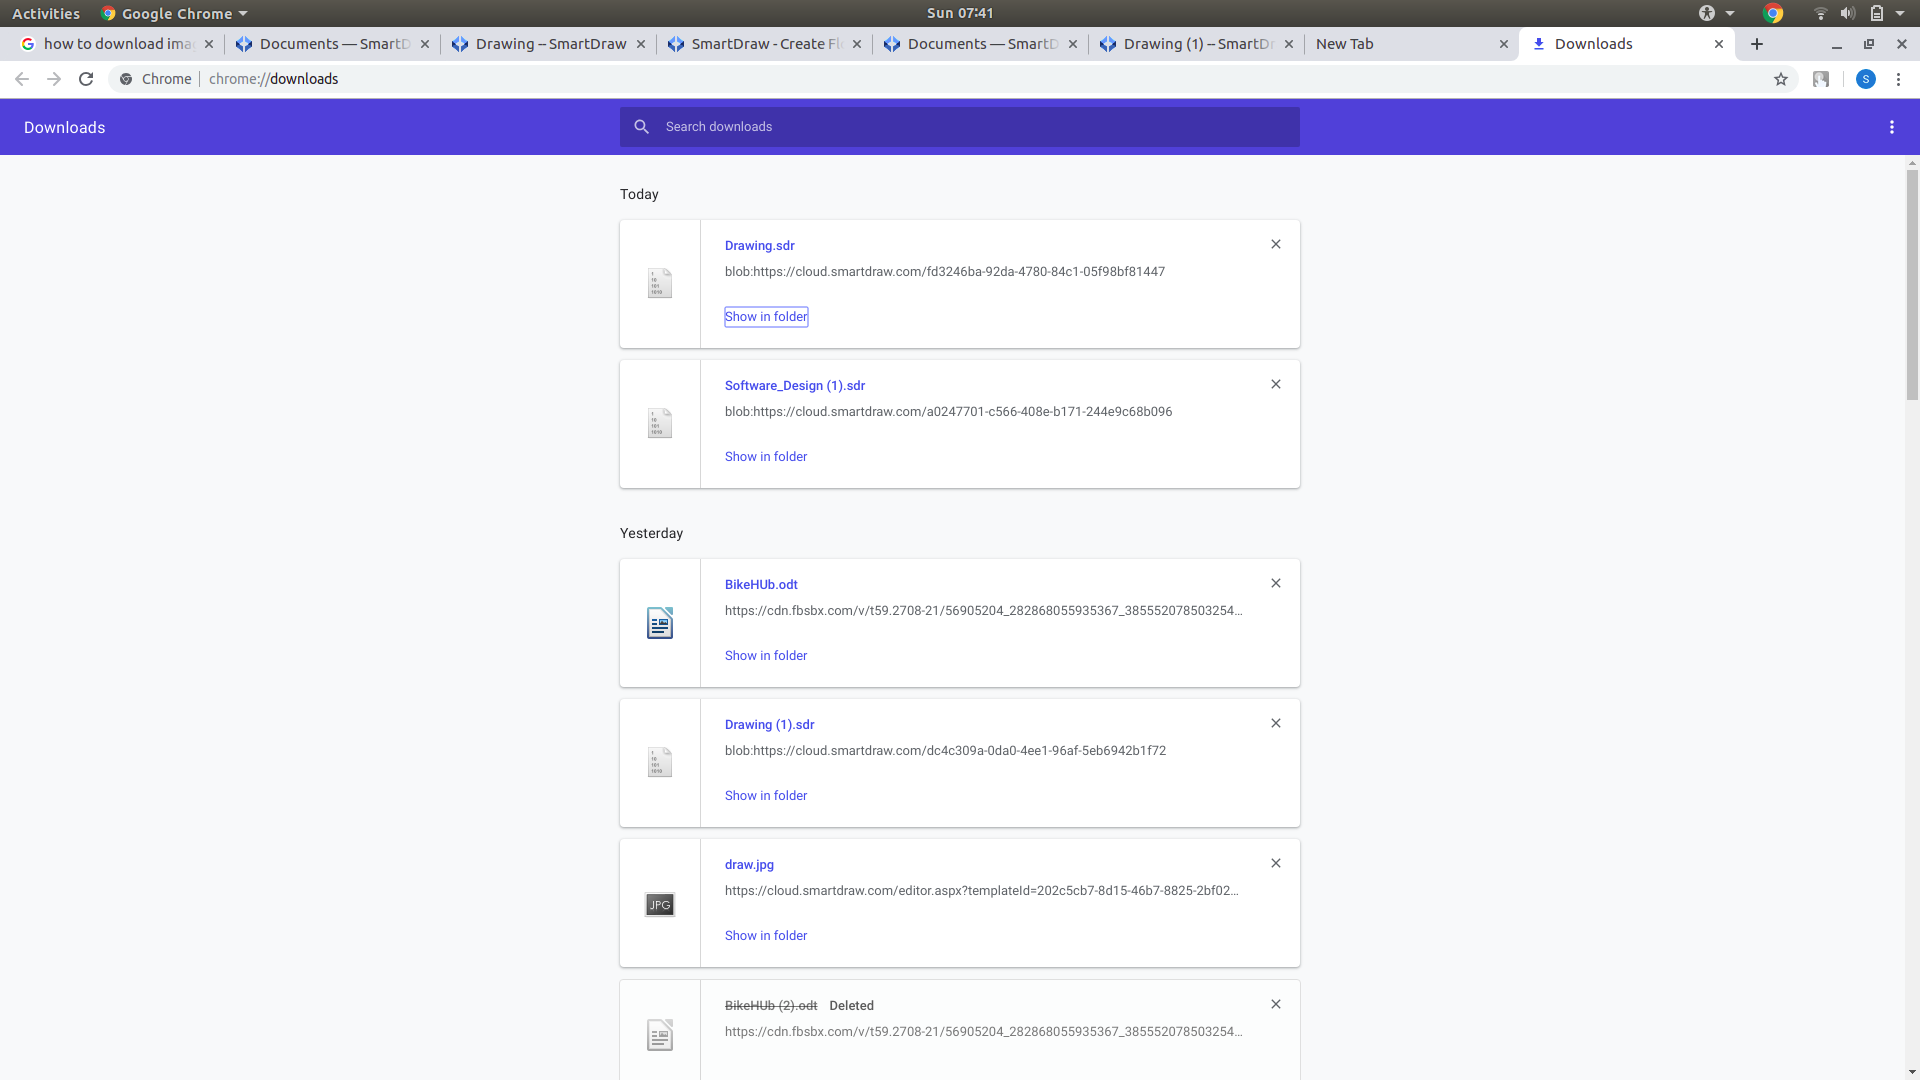 Activities
Google Chrome
Sun 07:41
how to download ima
Documents — SmartD
Drawing -- SmartDraw
SmartDraw - Create Fl
Documents — SmartD
Drawing (1) -- SmartDr
New Tab
Downloads
Chrome
chrome://downloads
S
Downloads
Search downloads
Today
Drawing.sdr
blob:https://cloud.smartdraw.com/fd3246ba-92da-4780-84c1-05f98bf81447
Show in folder
Software_Design (1).sdr
blob:https://cloud.smartdraw.com/a0247701-c566-408e-b171-244e9c68b096
Show in folder
Yesterday
BikeHUb.odt
https://cdn.fbsbx.com/v/t59.2708-21/56905204_282868055935367_385552078503254...
Show in folder
Drawing (1).sdr
blob:https://cloud.smartdraw.com/dc4c309a-0da0-4ee1-96af-5eb6942b1f72
Show in folder
draw.jpg
JPG
https://cloud.smartdraw.com/editor.aspx?templateId=202c5cb7-8d15-46b7-8825-2bf02...
Show in folder
BikeHUb (2).odt Deleted
https://cdn.fbsbx.com/v/t59.2708-21/56905204_282868055935367_385552078503254...